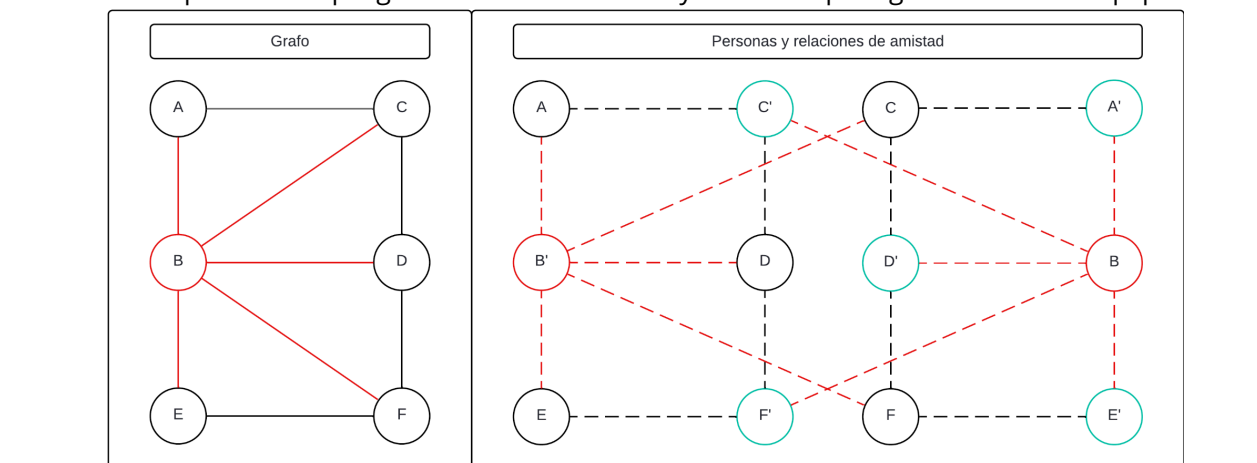 Grafo
Personas y relaciones de amistad
A C
A C' C A'
B D
B' D D' B
E F
E F' F E'